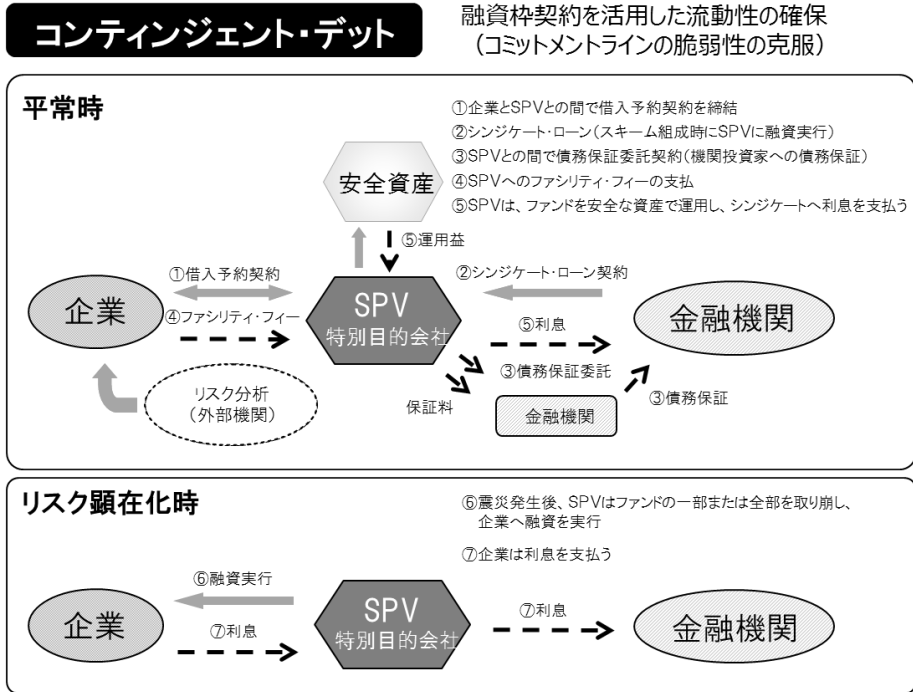 コンティンジェント・デット
融資枠契約を活用した流動性の確保
（コミットメントラインの脆弱性の克服）
平常時
①企業とSPVとの間で借入予約契約を締結
②シンジケート・ローン（スキーム組成時にSPVに融資実行）
③SPVとの間で債務保証委託契約（機関投資家への債務保証）
④SPVへのファシリティ・フィーの支払
⑤SPVは、ファンドを安全な資産で運用し、シンジケートへ利息を支払う
安全資産
⑤運用益
①借入予約契約
②シンジケート・ローン契約
企業
SPV
特別目的会社
金融機関
④ファシリティ・フィー
⑤利息
③債務保証委託
リスク分析
（外部機関）
保証料
金融機関
③債務保証
リスク顕在化時
⑥震災発生後、SPVはファンドの一部または全部を取り崩し、
企業へ融資を実行
⑦企業は利息を支払う
⑥融資実行
企業
SPV
特別目的会社
金融機関
⑦利息
⑦利息